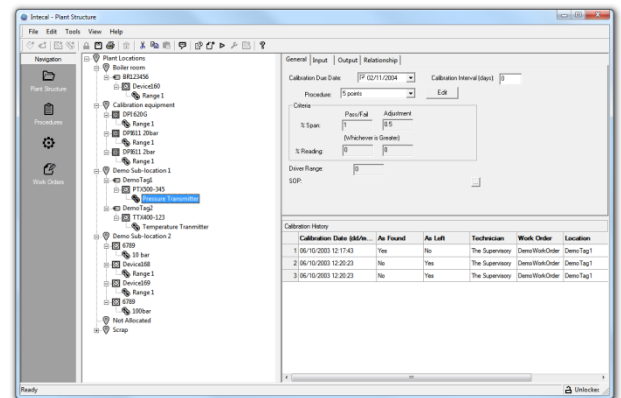 Intecal - Plant Structure
File Edit Tools View Help
Navigation
Plant Structure
Procedures
Work Orders
Plant Locations
Boiler room
BR123456
Device160
Range 1
Calibration equipment
DPI620G
Range 1
DPI611 20bar
Range 1
DPI611 2bar
Range 1
Demo Sub-location 1
DemoTag1
PTX500-345
Pressure Transmitter
DemoTag2
TTX400-123
Temperature Tranmtter
Demo Sub-location 2
6789
10 bar
Device168
Range 1
Device169
Range 1
6789
100bar
Not Allocated
Scrap
General Input Output Relationship
Calibration Due Date: 02/11/2004 Calibration Interval (days) 0
Procedure: 5 points Edit
Criteria
Pass/Fail Adjustment
% Span: 1 0.5
(Whichever is Greater)
% Reading: 0 0
Driver Range: 0
SOP: ...
Calibration History
Calibration Date (dd/m... As Found As Left Technician Work Order Location
1 06/10/2003 12:17:43 Yes No The Supervisory DemoWorkOrder DemoTag1
2 06/10/2003 12:20:23 No Yes The Supervisory DemoWorkOrder DemoTag1
3 06/10/2003 12:20:23 No Yes The Supervisory DemoWorkOrder DemoTag1
Ready Unlocked